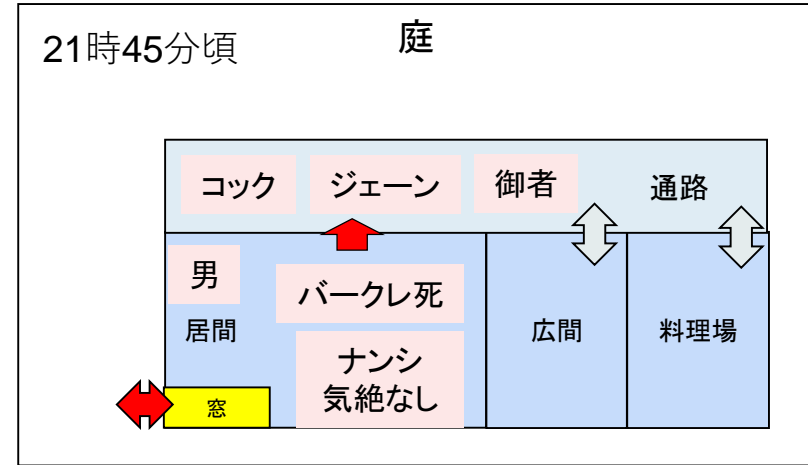 21時45分頃
庭
コック
ジェーン
御者
通路
男
バークレ死
居間
広間
料理場
ナンシ
気絶なし
窓